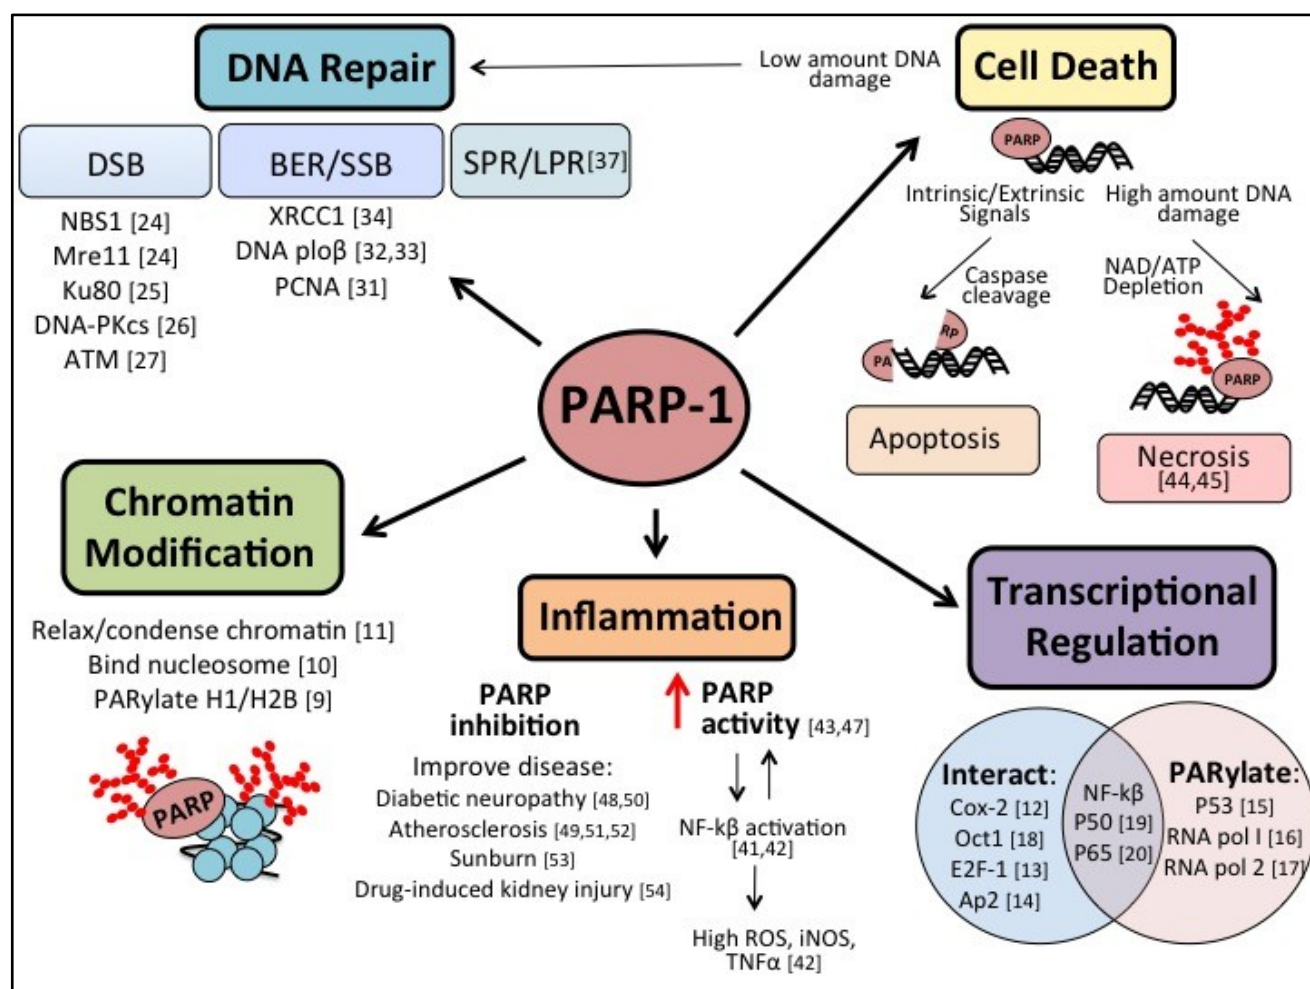 DNA Repair
Low amount DNA
damage
Cell Death
DSB
BER/SSB
SPR/LPR[37]
NBS1 [24]
Mre11 [24]
Ku80 [25]
DNA-PKcs [26]
ATM [27]
XRCC1 [34]
DNA ploβ [32,33]
PCNA [31]
PARP
Intrinsic/Extrinsic
Signals
High amount DNA
damage
Caspase
cleavage
NAD/ATP
Depletion
PA
RP
PARP
Apoptosis
Necrosis
[44,45]
PARP-1
Chromatin
Modification
Relax/condense chromatin [11]
Bind nucleosome [10]
PARylate H1/H2B [9]
PARP
Inflammation
PARP
inhibition
Improve disease:
Diabetic neuropathy [48,50]
Atherosclerosis [49,51,52]
Sunburn [53]
Drug-induced kidney injury [54]
PARP
activity [43,47]
NF-kβ activation
[41,42]
High ROS, iNOS,
TNFα [42]
Transcriptional
Regulation
Interact:
Cox-2 [12]
Oct1 [18]
E2F-1 [13]
Ap2 [14]
NF-kβ
P50 [19]
P65 [20]
PARylate:
P53 [15]
RNA pol I [16]
RNA pol 2 [17]